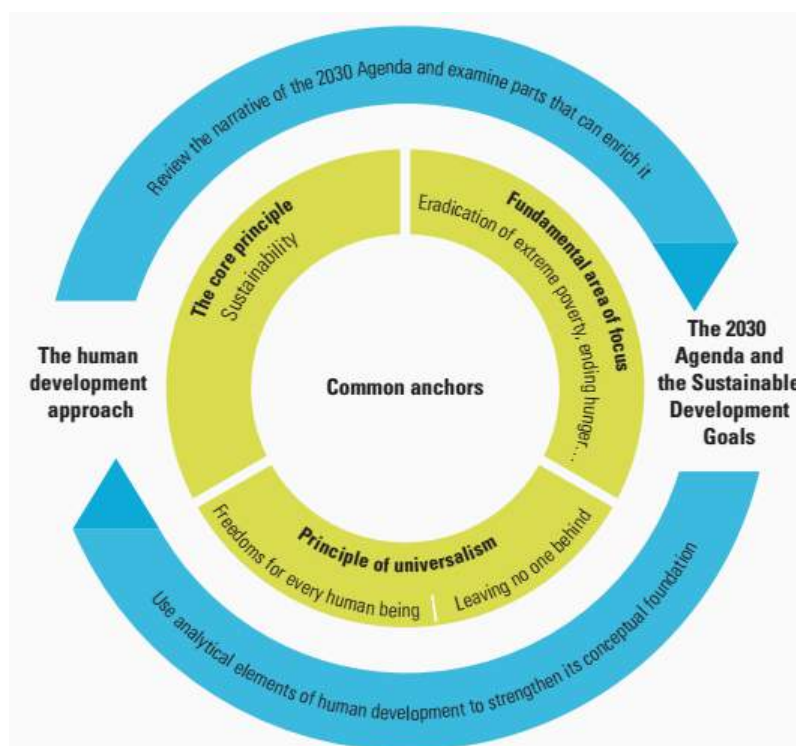 Review the narrative of the 2030 Agenda and examine parts that can enrich it
The core principle
Sustainability
Fundamental area of focus
Eradication of extreme poverty, ending hunger…
The human
development
approach
Common anchors
The 2030
Agenda and
the Sustainable
Development
Goals
Principle of universalism
Freedoms for every human being
Leaving no one behind
Use analytical elements of human development to strengthen its conceptual foundation